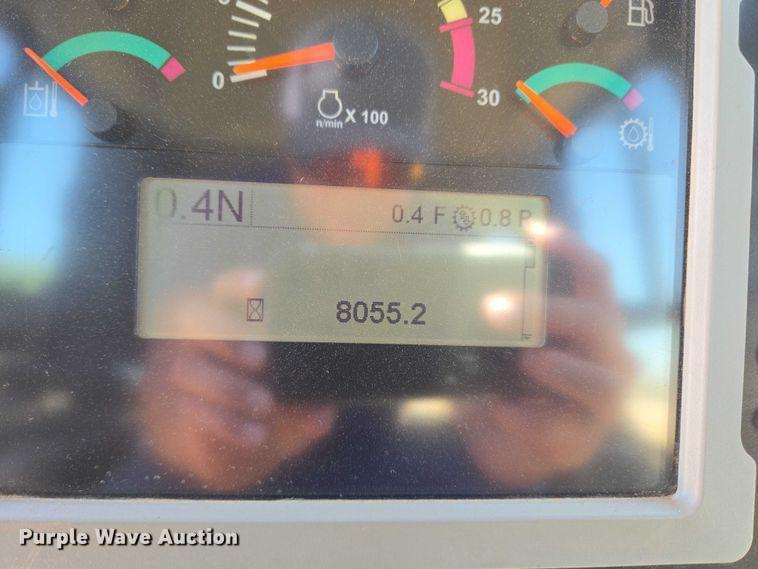 25
0
30
n/min X 100
0.4N
0.4 F 0.8 R
8055.2
Purple Wave Auction